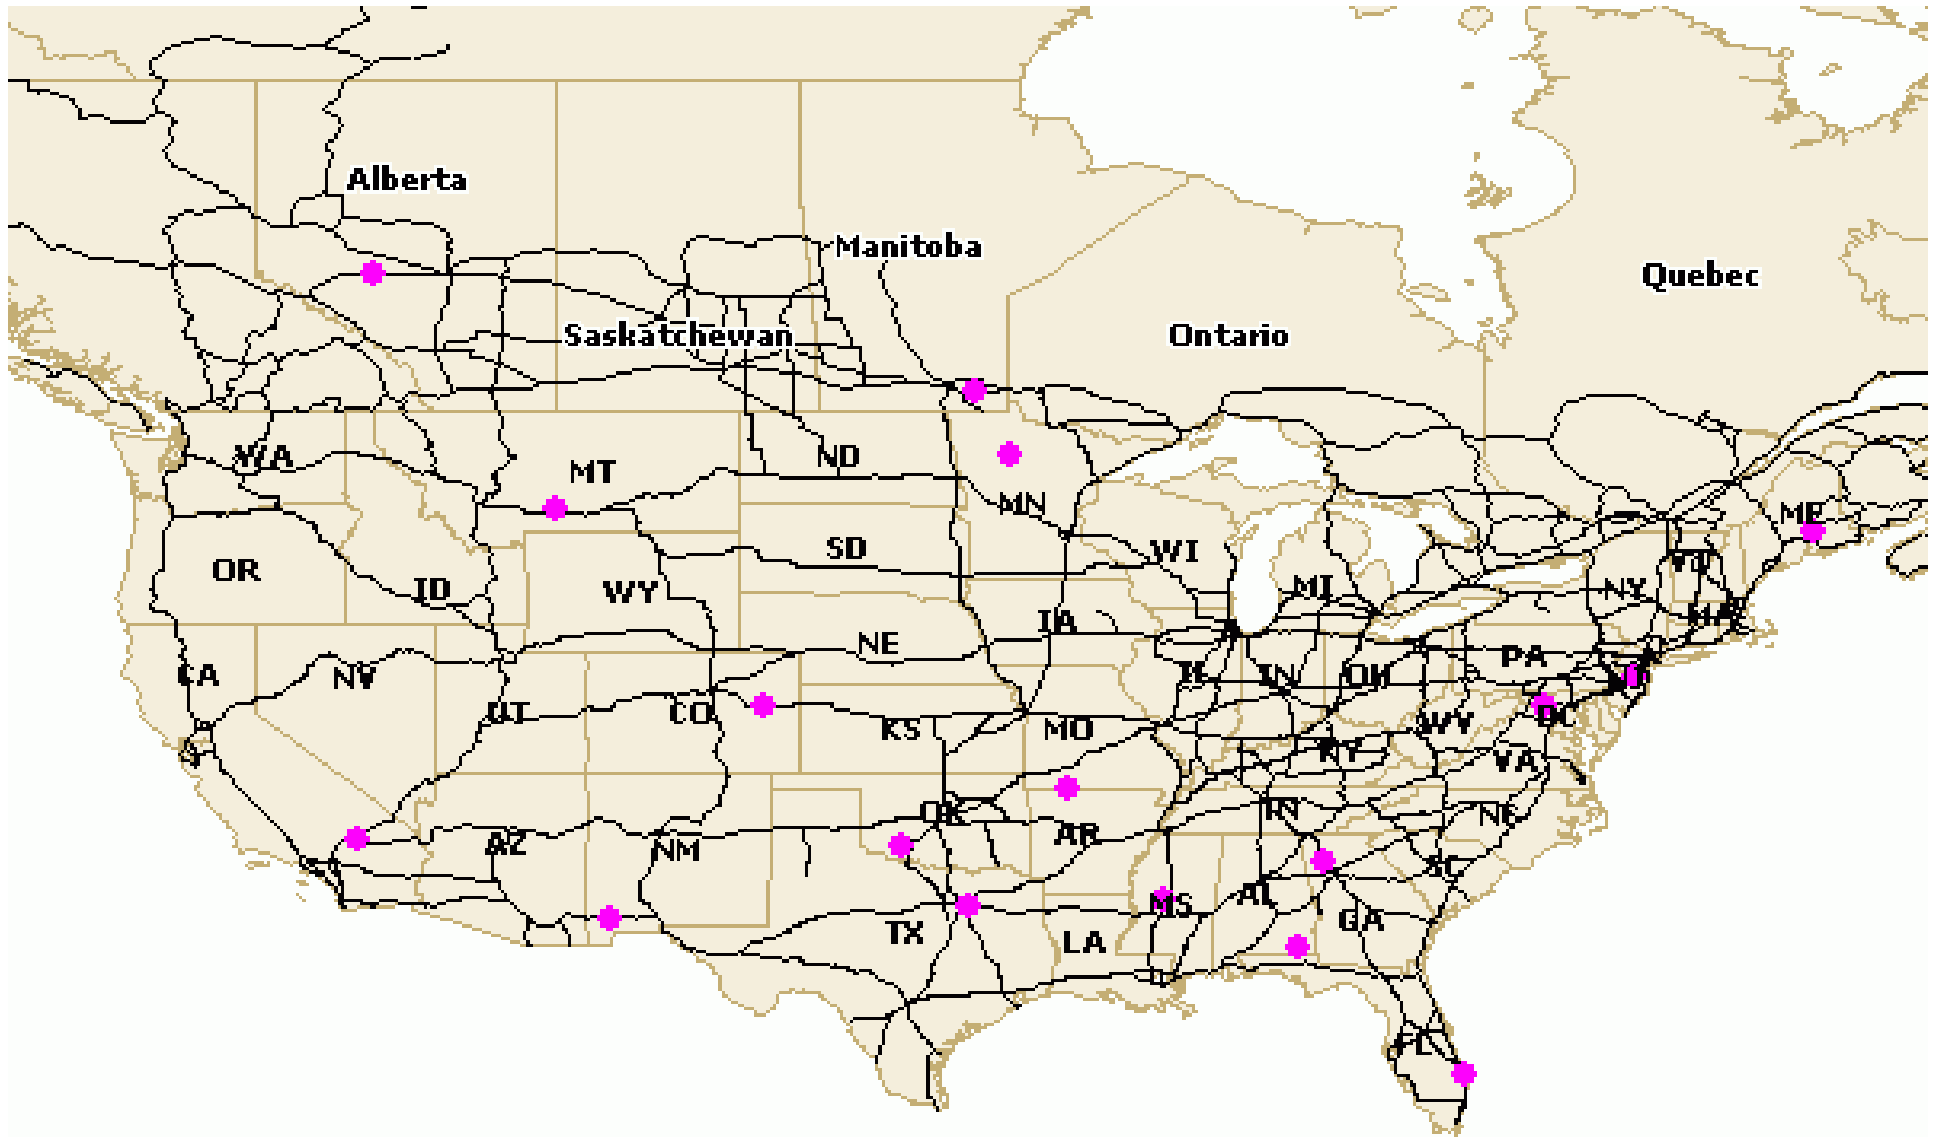 Alberta
Manitoba
Quebec
Saskatchewan
Ontario
WA
MT
ND
MN
ME
OR
ID
WY
SD
WI
MI
NY
VT
MA
IA
NE
CA
NV
UT
CO
KS
MO
IL
IN
OH
PA
NJ
DC
WV
KY
VA
OK
AR
TN
NC
AZ
NM
SC
MS
AL
GA
TX
LA
FL